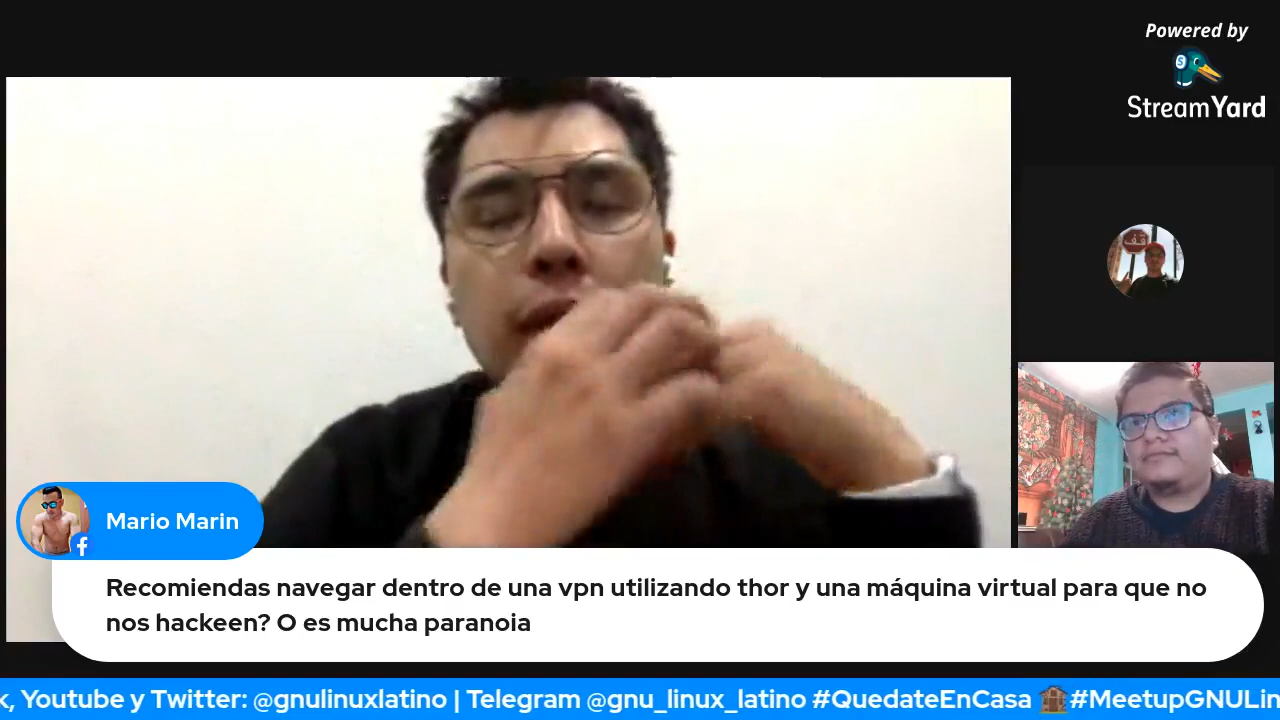 Powered by
StreamYard
قف
Mario Marin
Recomiendas navegar dentro de una vpn utilizando thor y una máquina virtual para que no
nos hackeen? O es mucha paranoia
k, Youtube y Twitter: @gnulinuxlatino | Telegram @gnu_linux_latino #QuedateEnCasa 🏠#MeetupGNULin